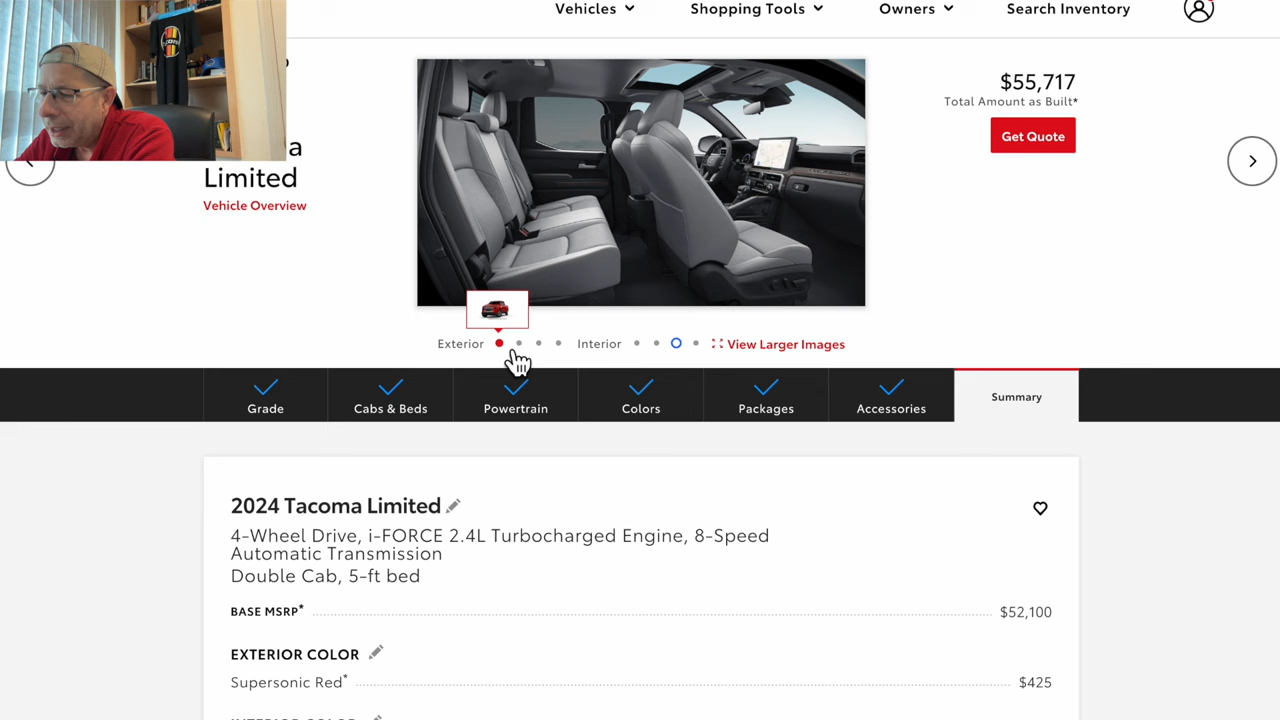 Vehicles
Shopping Tools
Owners
Search Inventory
$55,717
Total Amount as Built*
Get Quote
Limited
Vehicle Overview
Exterior
Interior
View Larger Images
Grade
Cabs & Beds
Powertrain
Colors
Packages
Accessories
Summary
2024 Tacoma Limited
4-Wheel Drive, i-FORCE 2.4L Turbocharged Engine, 8-Speed
Automatic Transmission
Double Cab, 5-ft bed
BASE MSRP* $52,100
EXTERIOR COLOR
Supersonic Red* $425